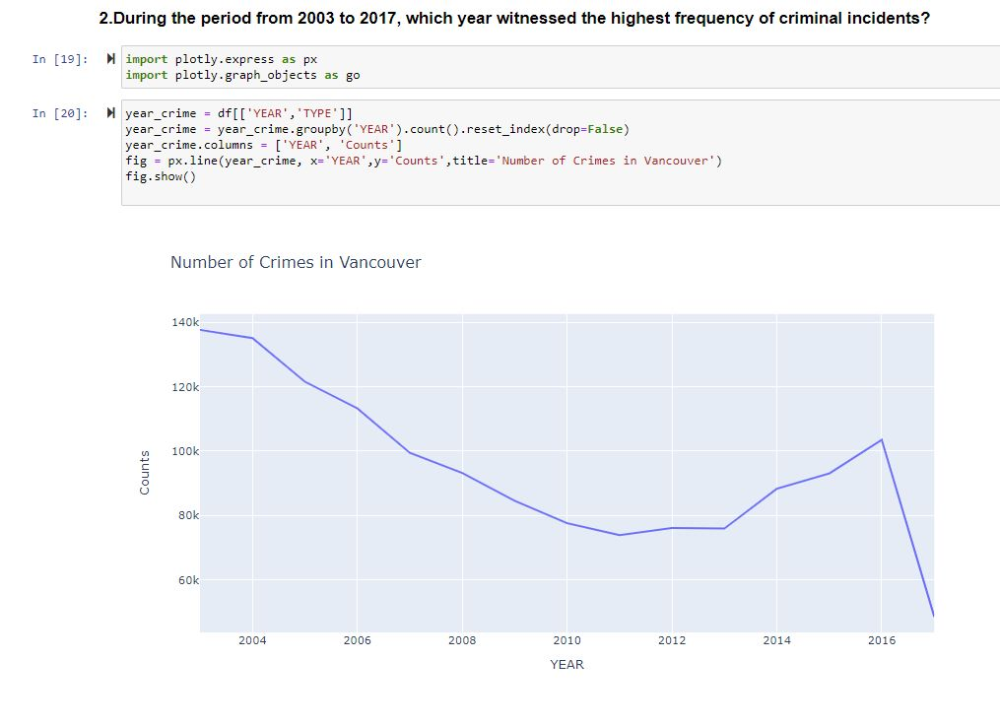 2.During the period from 2003 to 2017, which year witnessed the highest frequency of criminal incidents?
In [19]:
import plotly.express as px
import plotly.graph_objects as go
In [20]:
year_crime = df[['YEAR','TYPE']]
year_crime = year_crime.groupby('YEAR').count().reset_index(drop=False)
year_crime.columns = ['YEAR', 'Counts']
fig = px.line(year_crime, x='YEAR',y='Counts',title='Number of Crimes in Vancouver')
fig.show()
Number of Crimes in Vancouver
140k
120k
100k
80k
60k
Counts
2004 2006 2008 2010 2012 2014 2016
YEAR